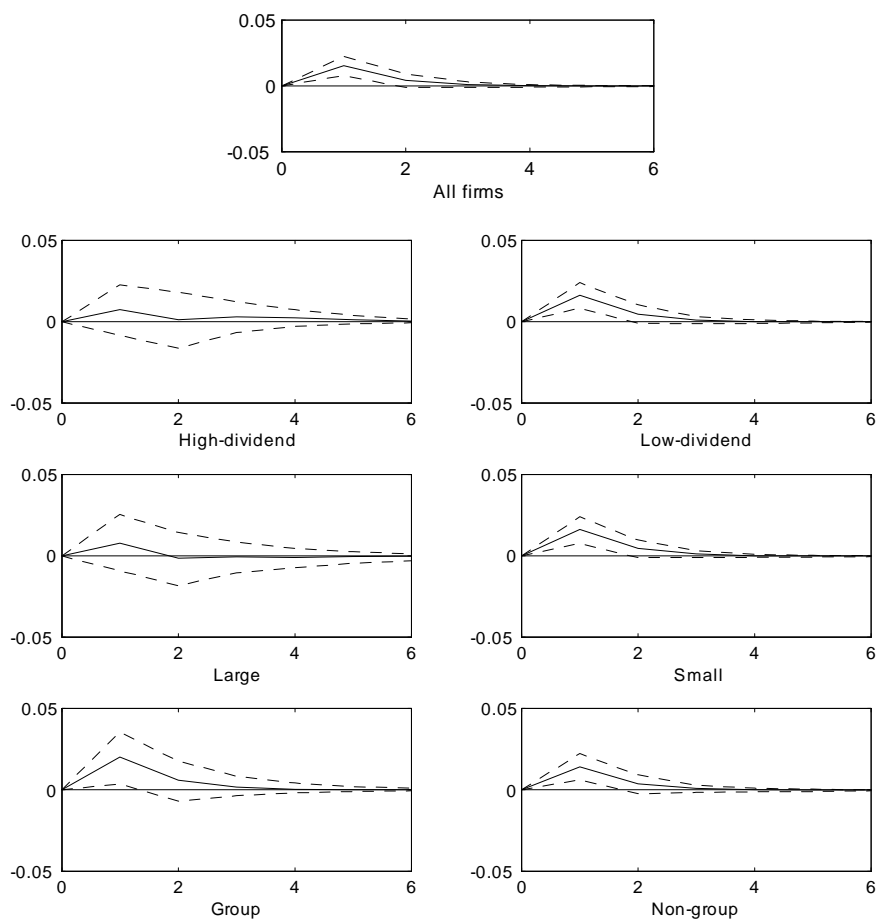 0.05
0
-0.05
0 2 4 6
All firms
0.05 0.05
0 0
-0.05 -0.05
0 2 4 6 0 2 4 6
High-dividend Low-dividend
0.05 0.05
0 0
-0.05 -0.05
0 2 4 6 0 2 4 6
Large Small
0.05 0.05
0 0
-0.05 -0.05
0 2 4 6 0 2 4 6
Group Non-group